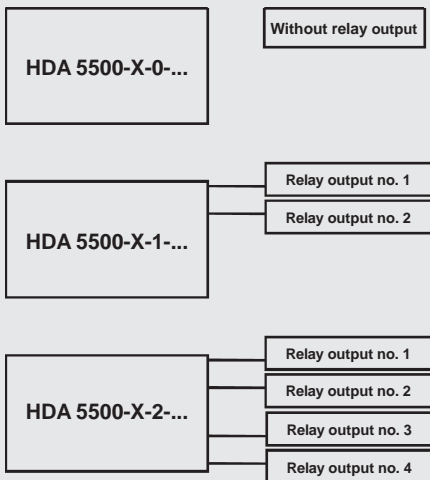 HDA 5500-X-0-...
Without relay output
HDA 5500-X-1-...
Relay output no. 1
Relay output no. 2
HDA 5500-X-2-...
Relay output no. 1
Relay output no. 2
Relay output no. 3
Relay output no. 4